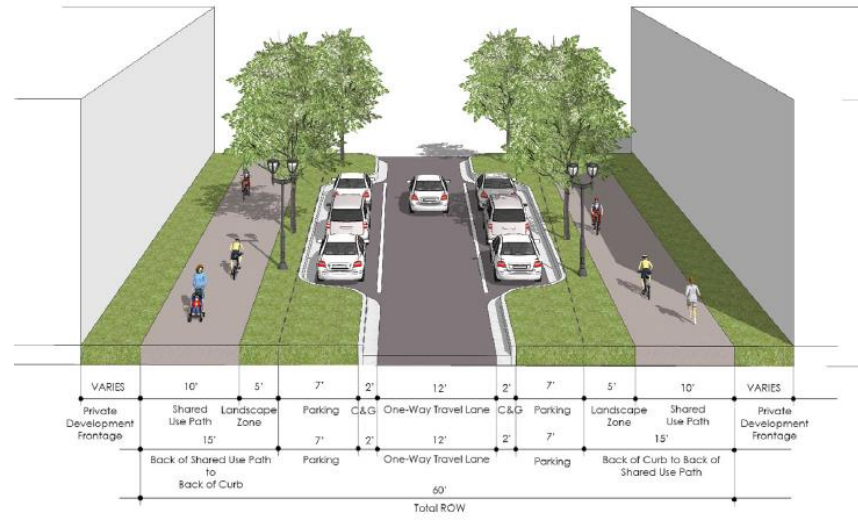 VARIES 10' 5' 7' 2' 12' 2' 7' 5' 10' VARIES
Private Development Frontage
Shared Use Path
Landscape Zone
Parking
C&G
One-Way Travel Lane
C&G
Parking
Landscape Zone
Shared Use Path
Private Development Frontage
15' 7' 2' 12' 2' 7' 15'
Back of Shared Use Path
to
Back of Curb
Parking
One-Way Travel Lane
Parking
Back of Curb to Back of
Shared Use Path
60'
Total ROW